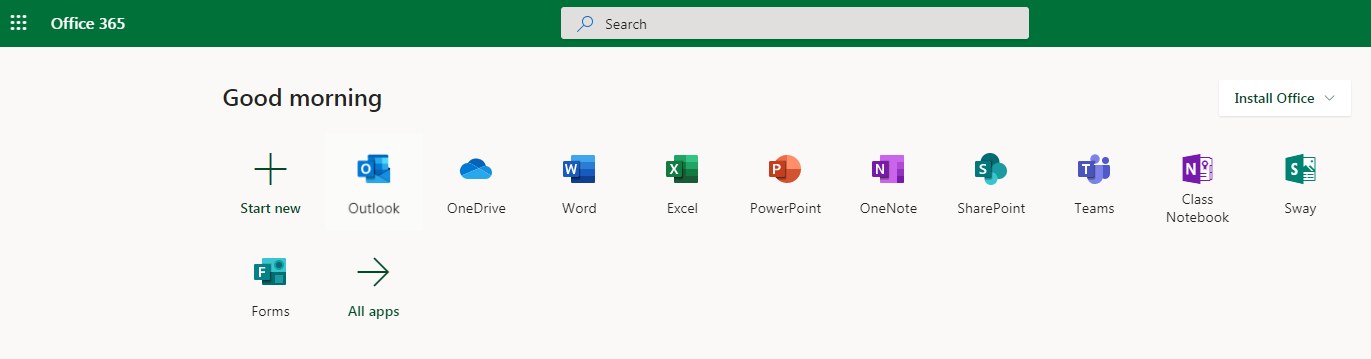 Office 365
Search
Good morning
Install Office
Start new
Outlook
OneDrive
Word
Excel
PowerPoint
OneNote
SharePoint
Teams
Class
Notebook
Sway
Forms
All apps